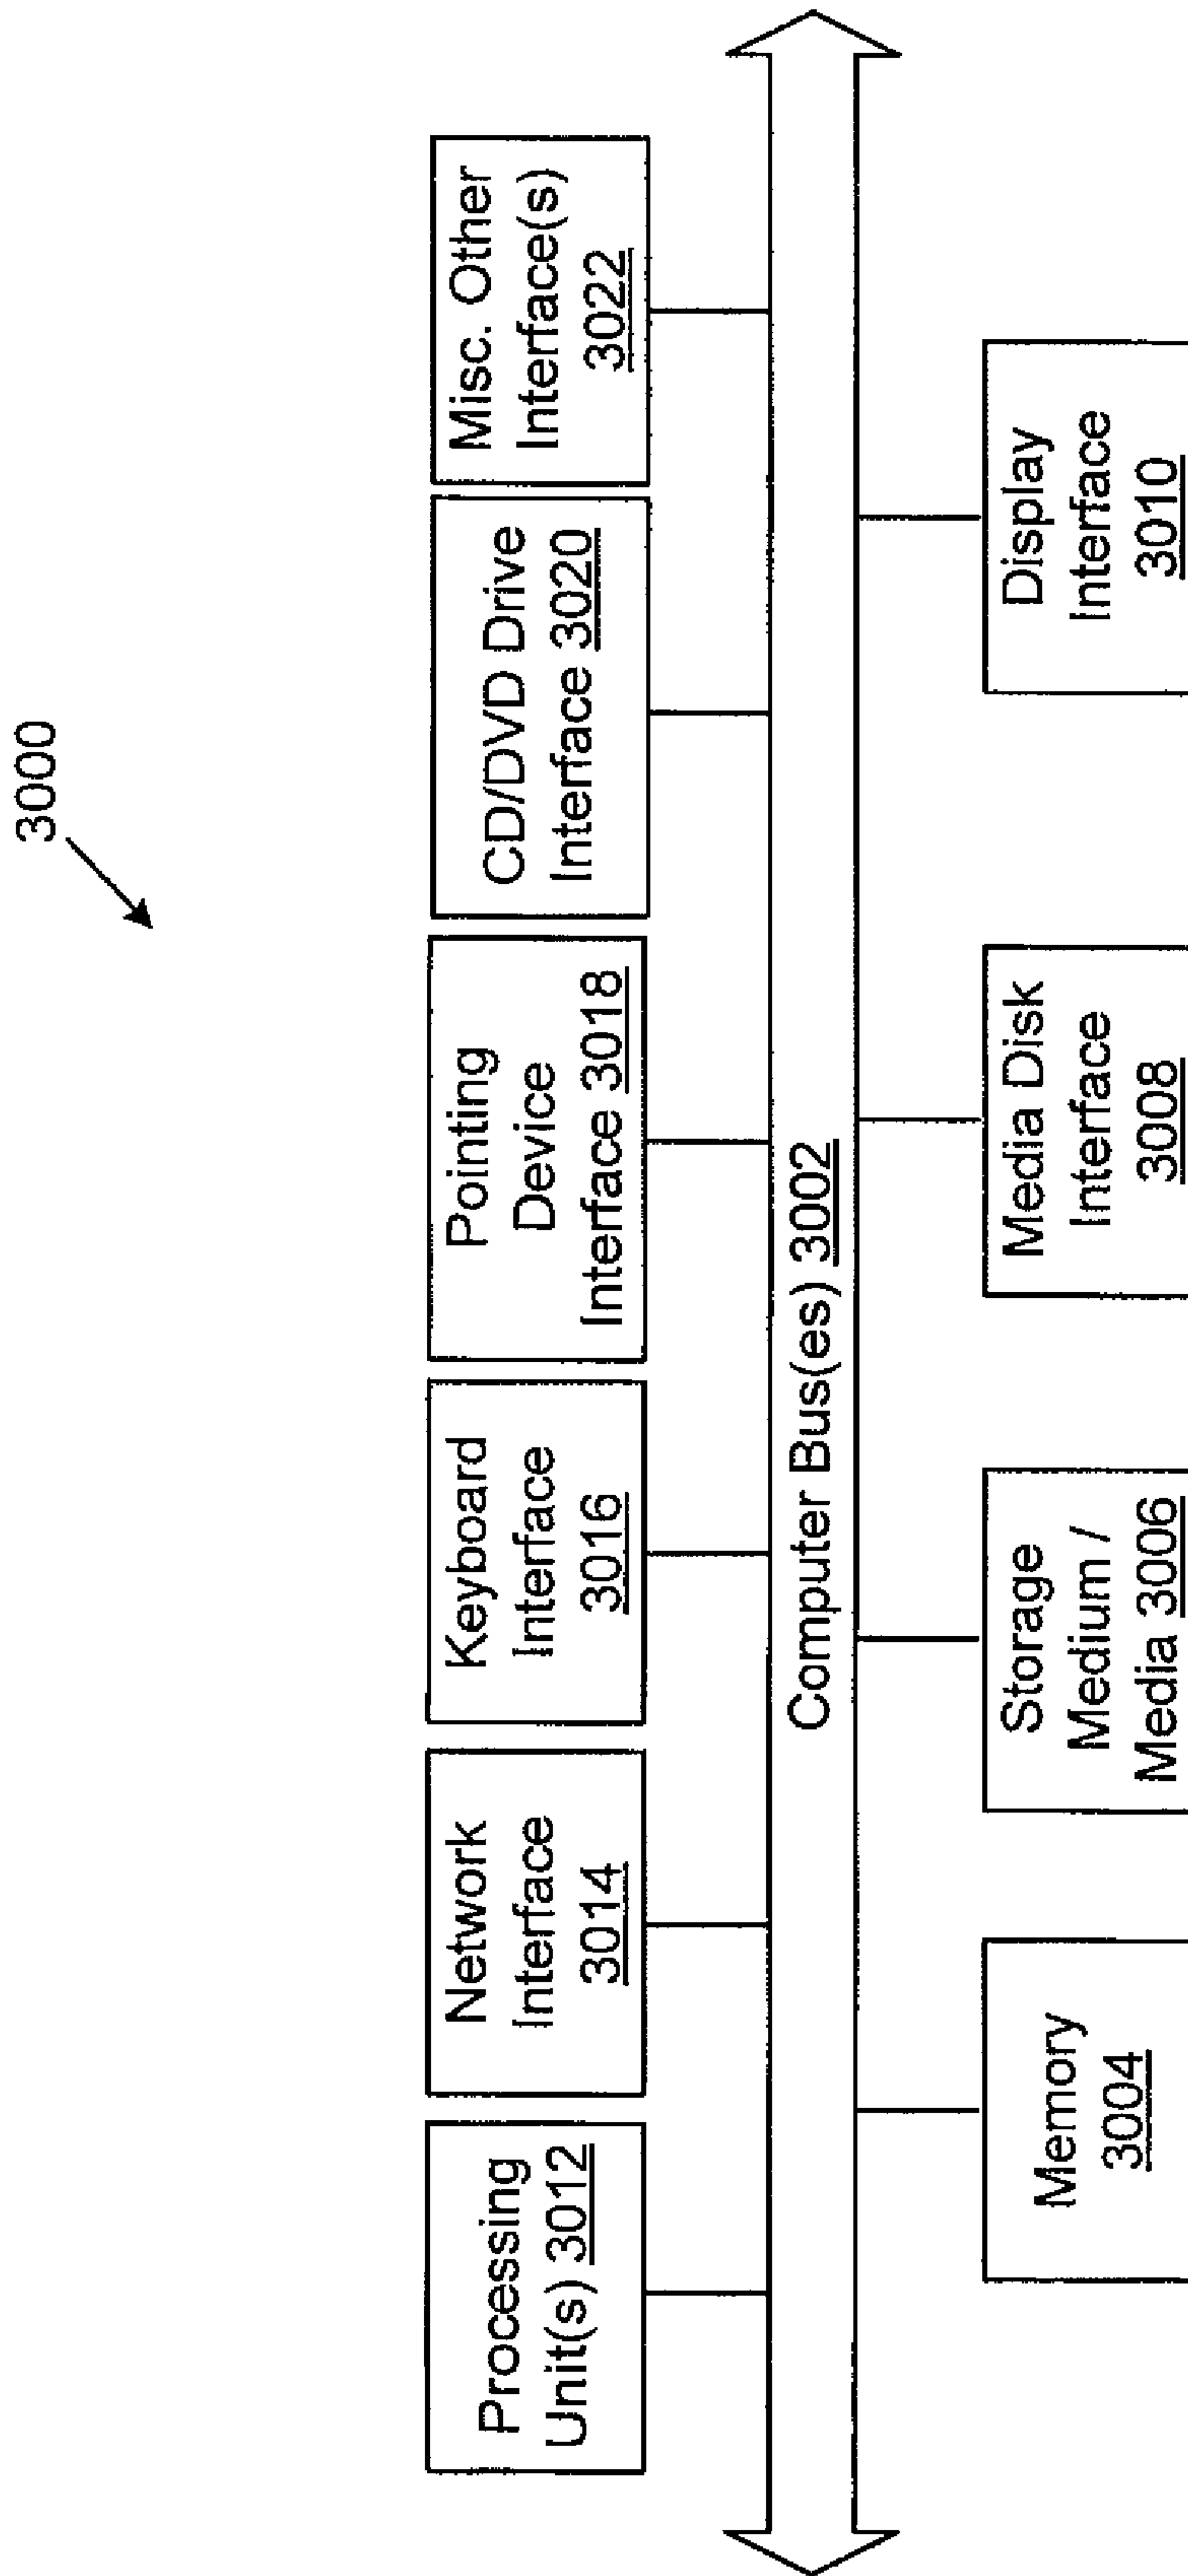 3000
Processing
Unit(s) 3012
Network
Interface
3014
Keyboard
Interface
3016
Pointing
Device
Interface 3018
CD/DVD Drive
Interface 3020
Misc. Other
Interface(s)
3022
Computer Bus(es) 3002
Memory
3004
Storage
Medium /
Media 3006
Media Disk
Interface
3008
Display
Interface
3010